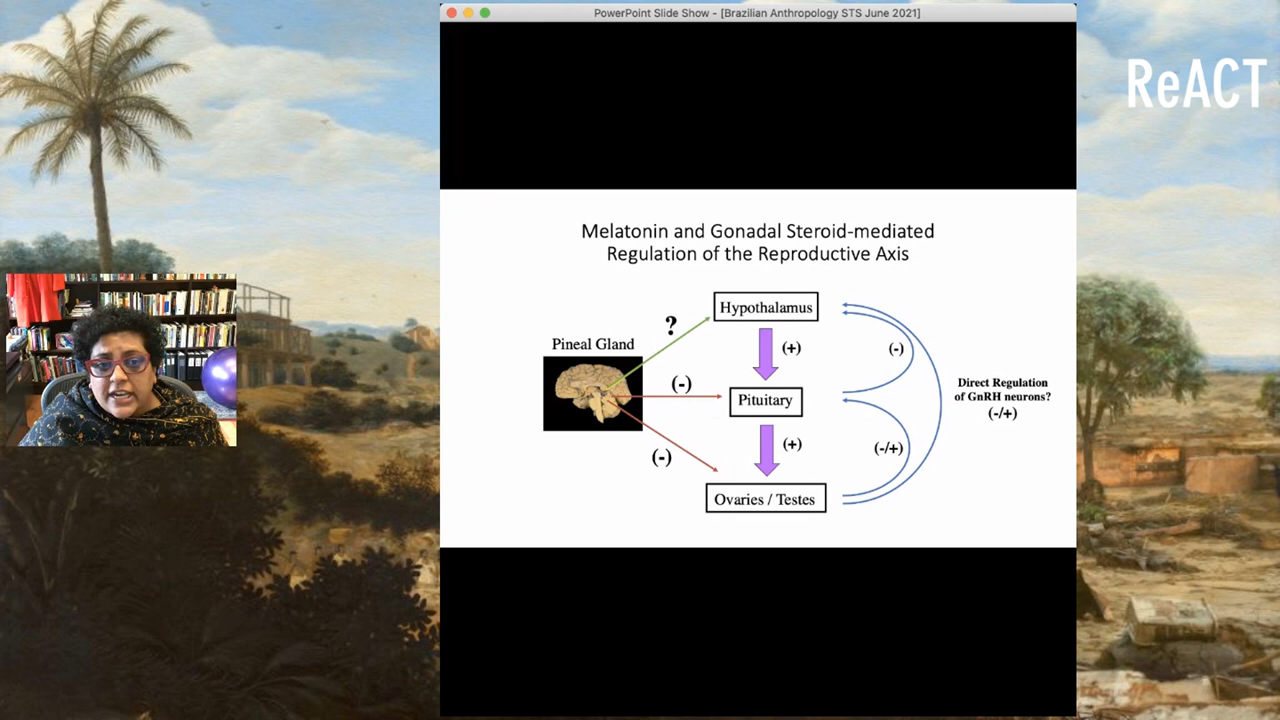 PowerPoint Slide Show - [Brazilian Anthropology STS June 2021]
ReACT
Melatonin and Gonadal Steroid-mediated
Regulation of the Reproductive Axis
Hypothalamus
?
Pineal Gland
(+)
(-)
(-)
Pituitary
Direct Regulation
of GnRH neurons?
(-/+)
(+)
(-/+)
(-)
Ovaries / Testes